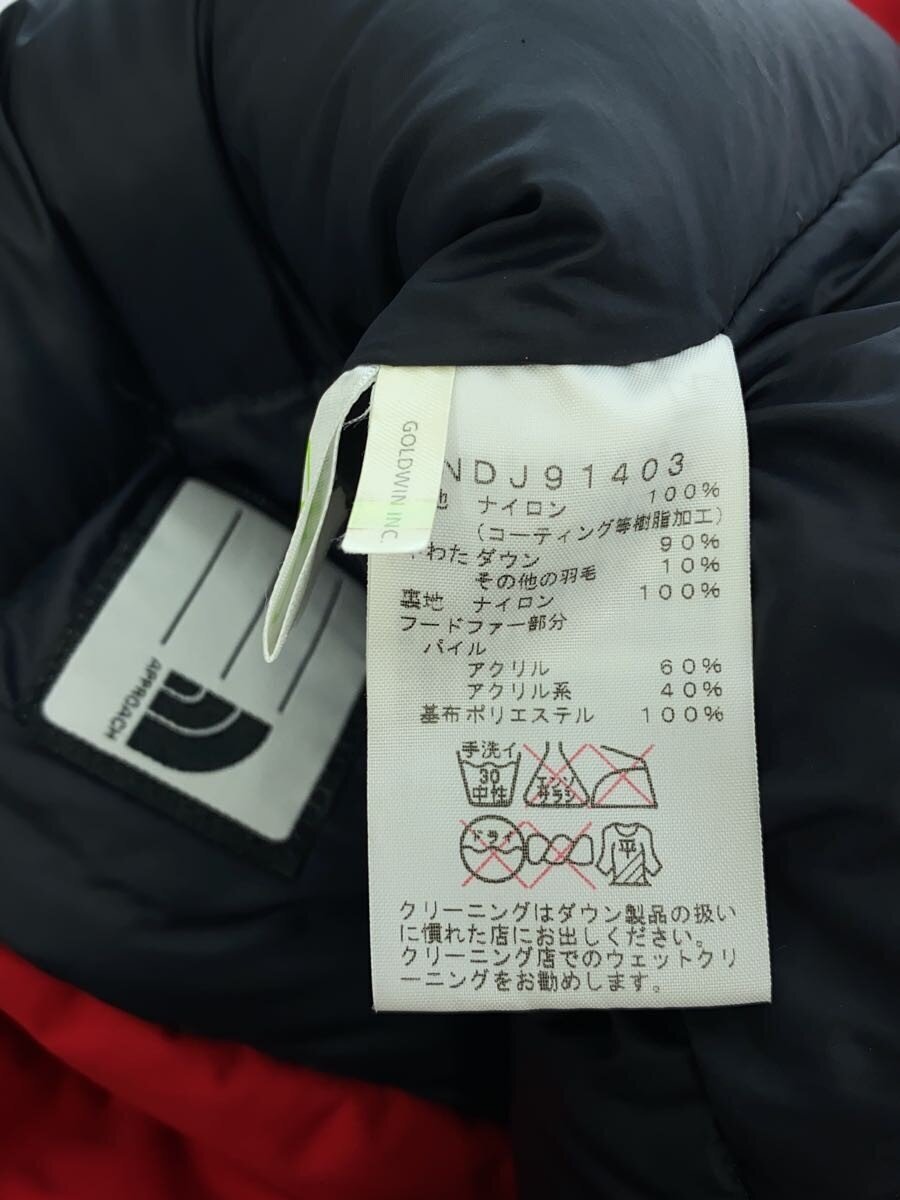 GOLDWIN INC.
NDJ91403
地 ナイロン 100%
(コーティング等樹脂加工)
わた ダウン 90%
その他の羽毛 10%
裏地 ナイロン 100%
フードファー部分
パイル
アクリル 60%
アクリル系 40%
基布ポリエステル 100%
手洗イ
30
中性
エンソ
サラシ
ドライ
平
クリーニングはダウン製品の扱い
に慣れた店にお出しください。
クリーニング店でのウェットクリ
ーニングをお勧めします。
APPROACH